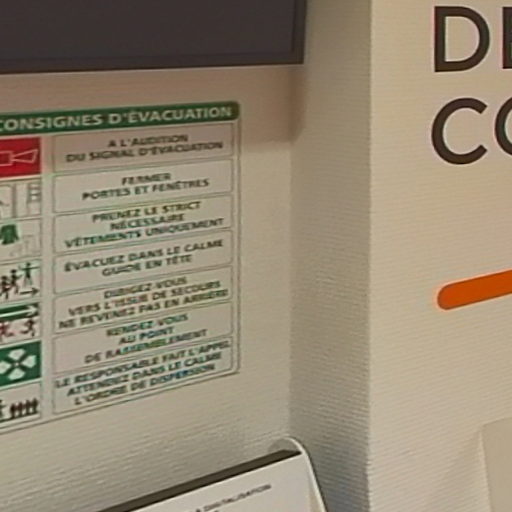 CONSIGNES D'ÉVACUATION
A L'AUDITION
DU SIGNAL D'ÉVACUATION
FERMER
PORTES ET FENÊTRES
PRENEZ LE STRICT
NÉCESSAIRE
VÊTEMENTS UNIQUEMENT
ÉVACUEZ DANS LE CALME
GUIDE EN TÊTE
DIRIGEZ-VOUS
VERS L'ISSUE DE SECOURS
NE REVENEZ PAS EN ARRIÈRE
RENDEZ-VOUS
AU POINT
DE RASSEMBLEMENT
LE RESPONSABLE FAIT L'APPEL
ATTENDEZ DANS LE CALME
L'ORDRE DE DISPERSION
DE
CO
A DIGITALISATION